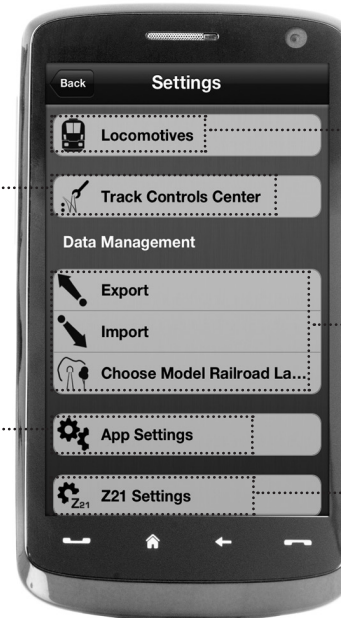 Back
Settings
Locomotives
Track Controls Center
Data Management
Export
Import
Choose Model Railroad La...
App Settings
Z21
Z21 Settings